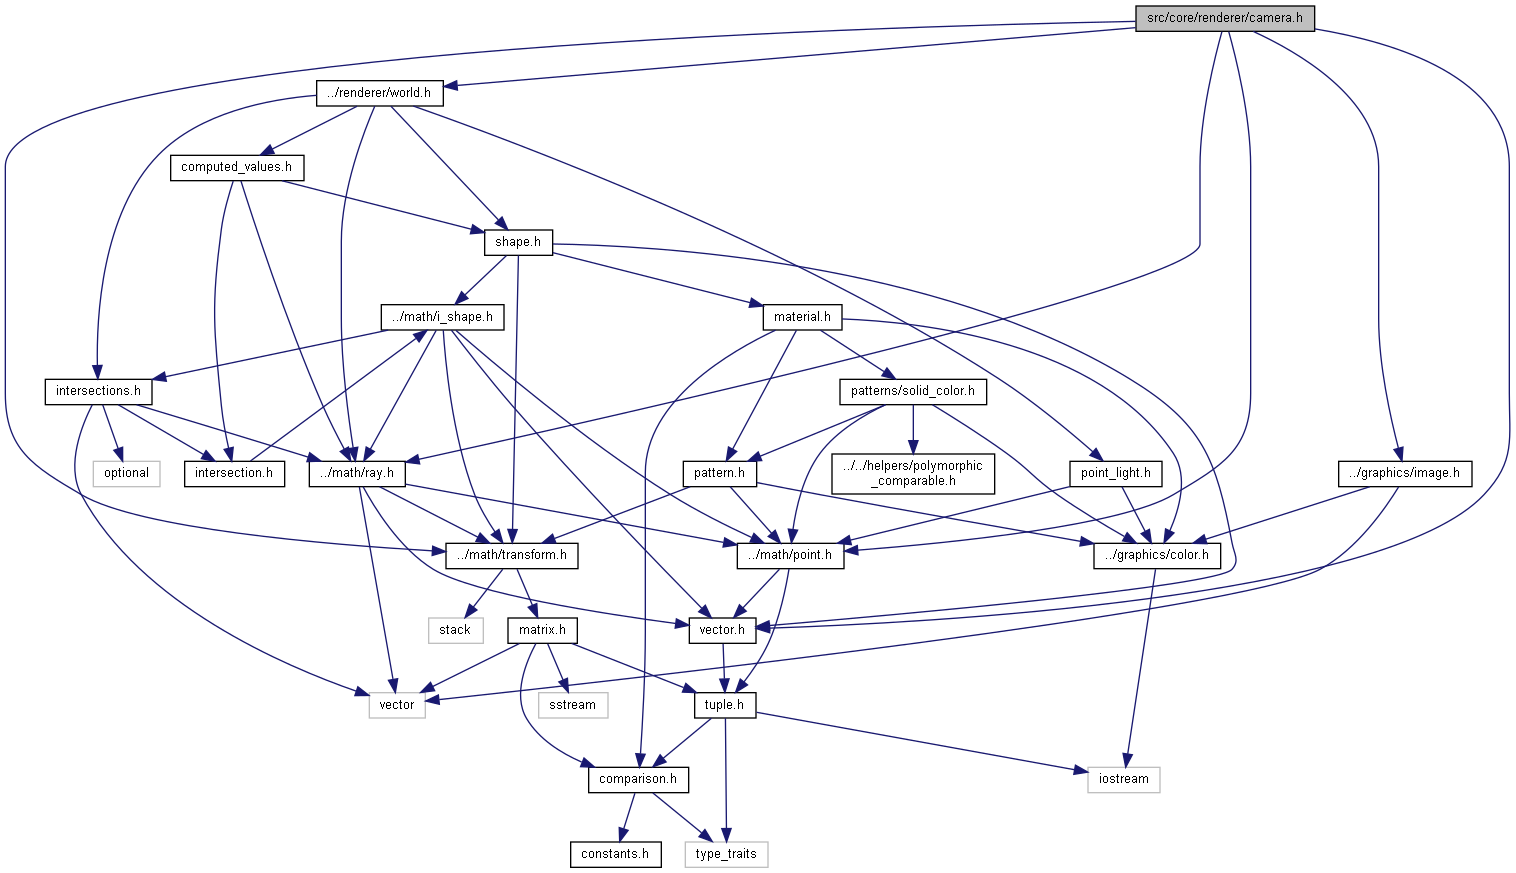 src/core/renderer/camera.h
../renderer/world.h
computed_values.h
shape.h
../math/i_shape.h
material.h
intersections.h
patterns/solid_color.h
optional
intersection.h
../math/ray.h
pattern.h
../../helpers/polymorphic
_comparable.h
point_light.h
../graphics/image.h
../math/transform.h
../math/point.h
../graphics/color.h
stack
matrix.h
vector.h
vector
sstream
tuple.h
comparison.h
iostream
constants.h
type_traits